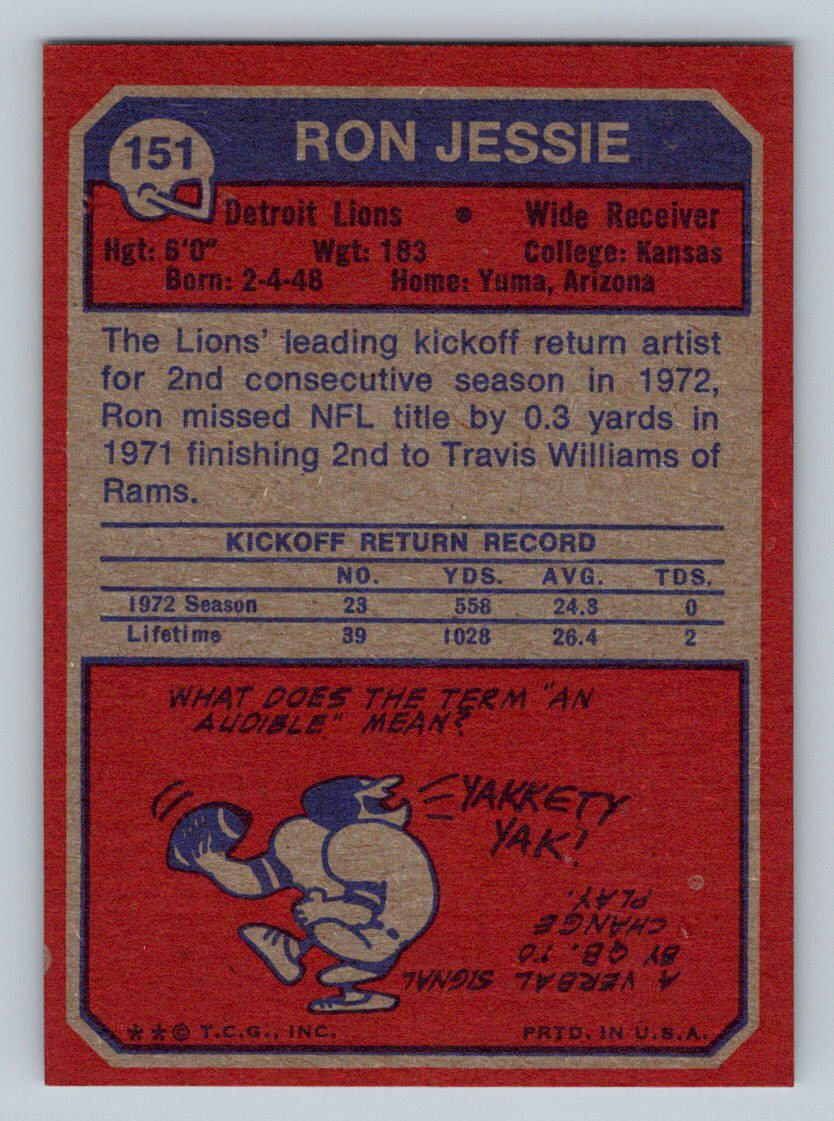 151
RON JESSIE
Detroit Lions • Wide Receiver
Hgt: 6'0" Wgt: 183 College: Kansas
Born: 2-4-48 Home: Yuma, Arizona
The Lions' leading kickoff return artist
for 2nd consecutive season in 1972,
Ron missed NFL title by 0.3 yards in
1971 finishing 2nd to Travis Williams of
Rams.
KICKOFF RETURN RECORD
NO. YDS. AVG. TDS.
1972 Season 23 558 24.3 0
Lifetime 39 1028 26.4 2
WHAT DOES THE TERM "AN
AUDIBLE" MEAN?
YAKKETY
YAK!
A VERBAL SIGNAL
BY QB. TO
CHANGE
PLAY.
**© T.C.G., INC. PRTD. IN U.S.A.